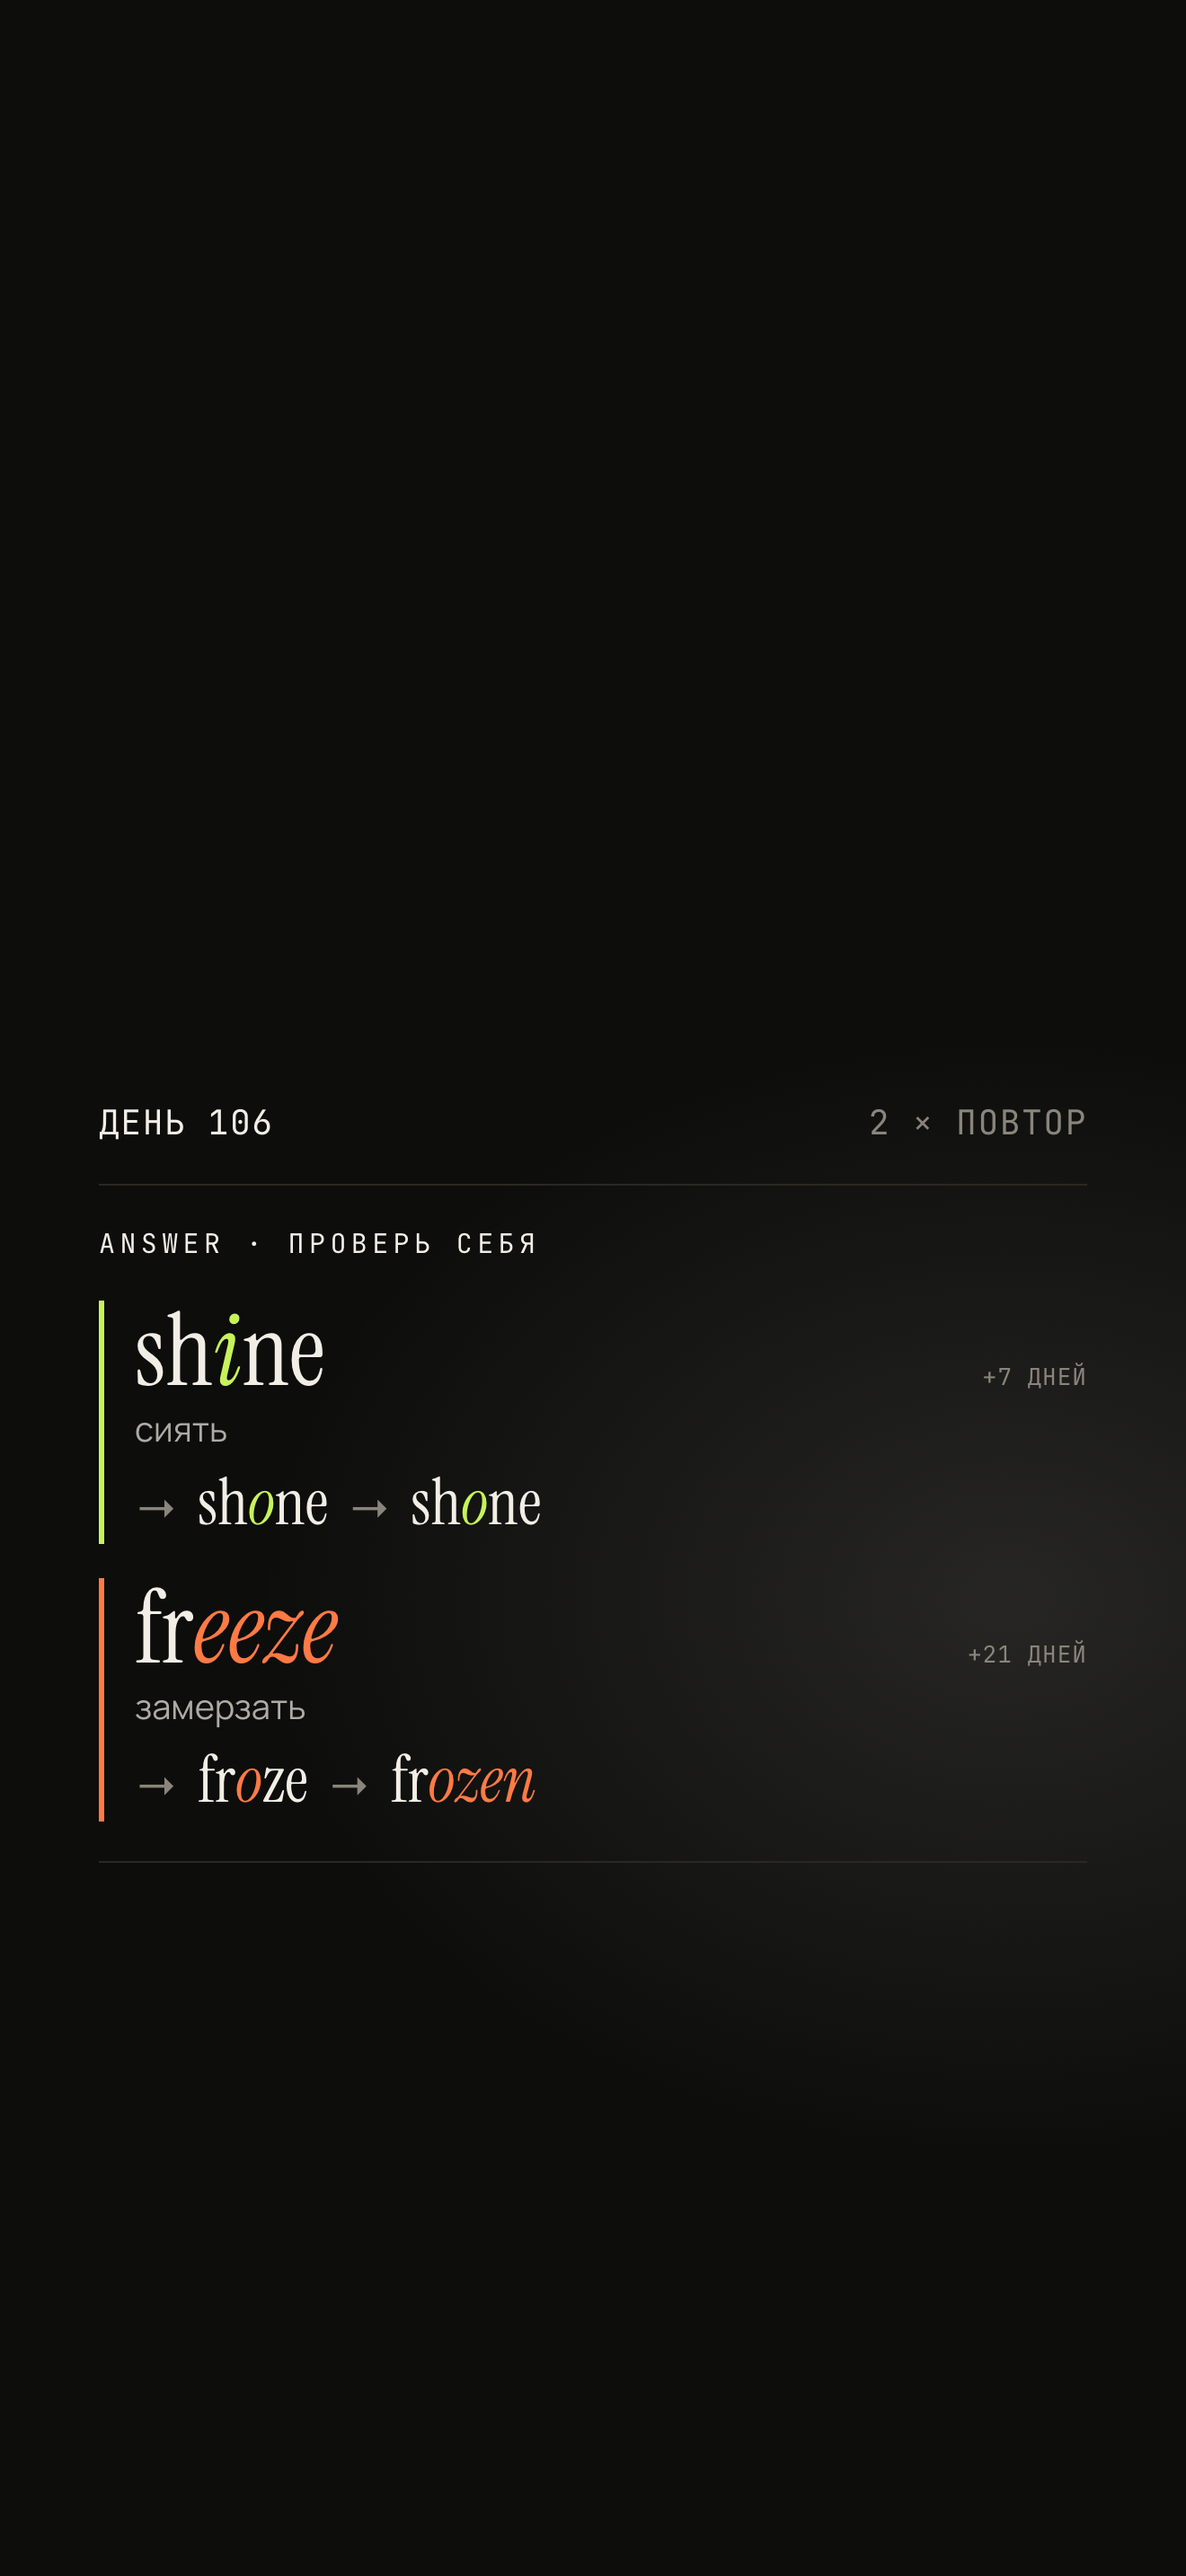 ДЕНЬ 106
2 × ПОВТОР
ANSWER · ПРОВЕРЬ СЕБЯ
shine
+7 ДНЕЙ
сиять
→ shone → shone
freeze
+21 ДНЕЙ
замерзать
→ froze → frozen